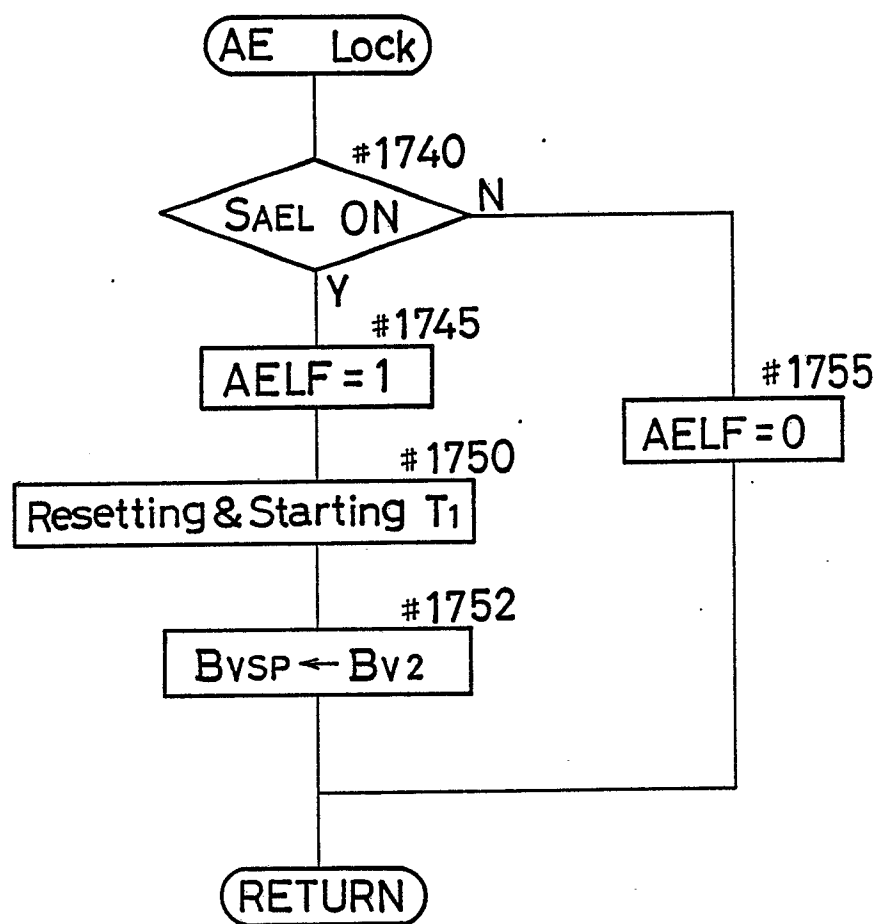 AE Lock
#1740
SAEL ON
N
Y
#1745
AELF = 1
#1755
AELF = 0
#1750
Resetting & Starting T1
#1752
BVSP ← BV2
RETURN